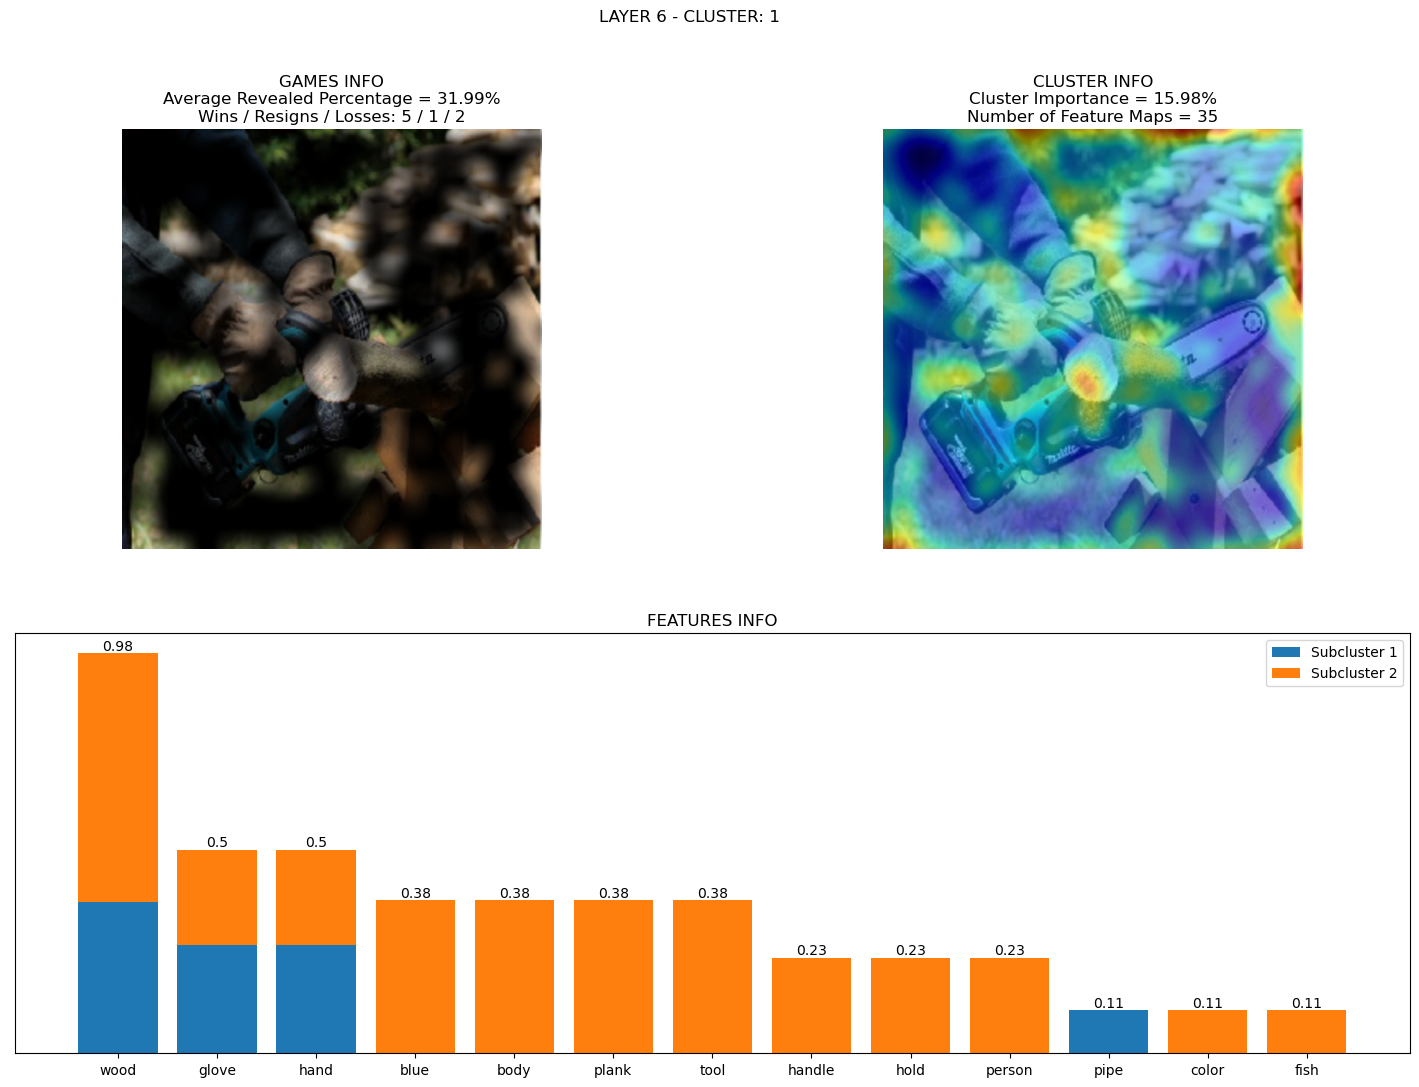 LAYER 6 - CLUSTER: 1
GAMES INFO
Average Revealed Percentage = 31.99%
Wins / Resigns / Losses: 5 / 1 / 2
CLUSTER INFO
Cluster Importance = 15.98%
Number of Feature Maps = 35
FEATURES INFO
Subcluster 1
Subcluster 2
0.98
0.5
0.5
0.38
0.38
0.38
0.38
0.23
0.23
0.23
0.11
0.11
0.11
wood
glove
hand
blue
body
plank
tool
handle
hold
person
pipe
color
fish